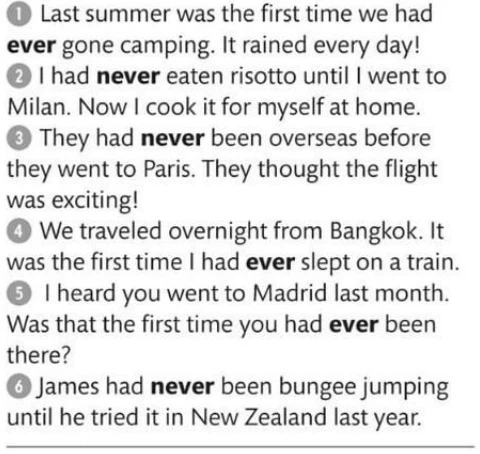 1 Last summer was the first time we had
ever gone camping. It rained every day!
2 I had never eaten risotto until I went to
Milan. Now I cook it for myself at home.
3 They had never been overseas before
they went to Paris. They thought the flight
was exciting!
4 We traveled overnight from Bangkok. It
was the first time I had ever slept on a train.
5 I heard you went to Madrid last month.
Was that the first time you had ever been
there?
6 James had never been bungee jumping
until he tried it in New Zealand last year.